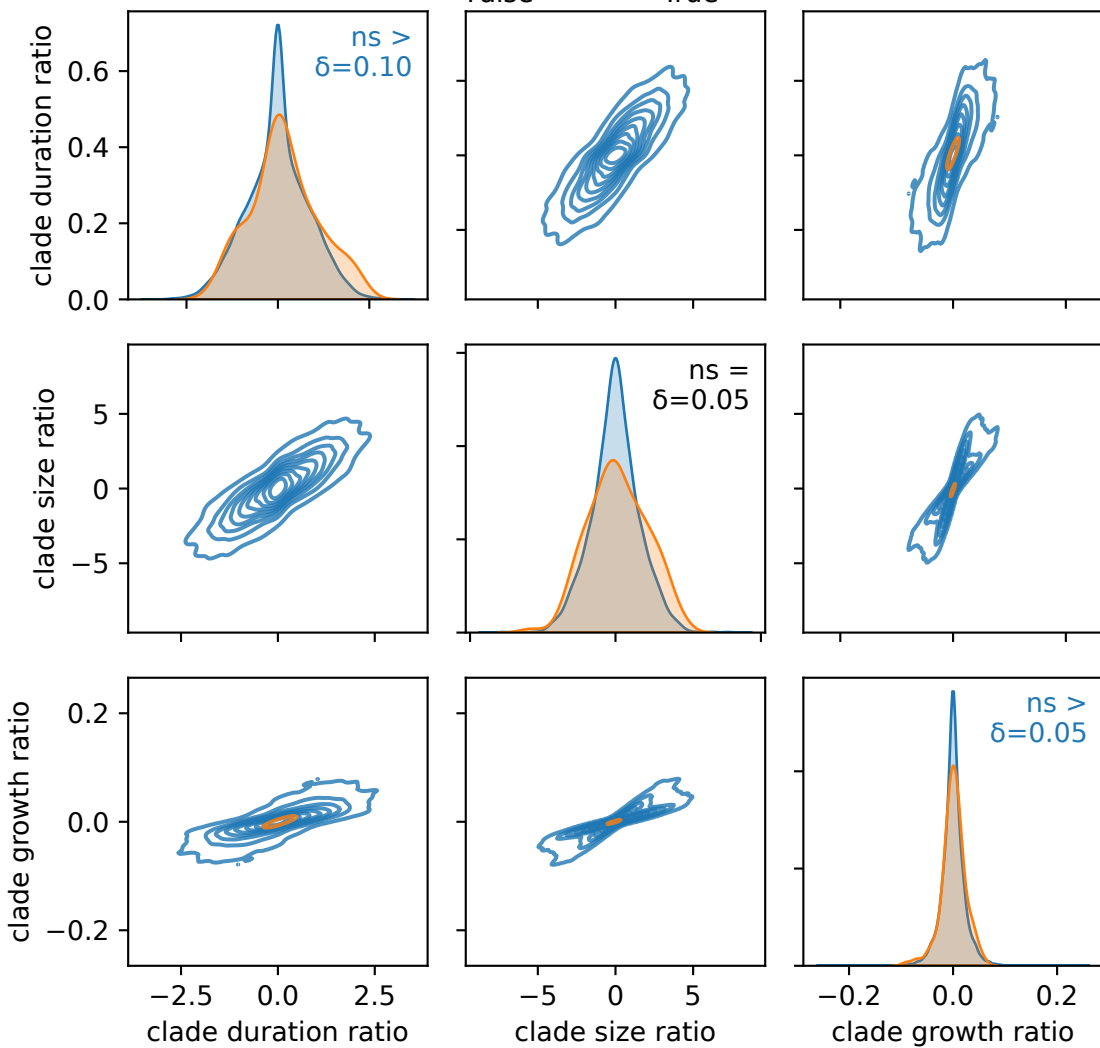 clade duration ratio
0.6
0.4
0.2
0.0
ns >
δ=0.10
clade size ratio
5
0
−5
ns =
δ=0.05
clade growth ratio
0.2
0.0
−0.2
ns >
δ=0.05
−2.5 0.0 2.5
−5 0 5
−0.2 0.0 0.2
clade duration ratio
clade size ratio
clade growth ratio